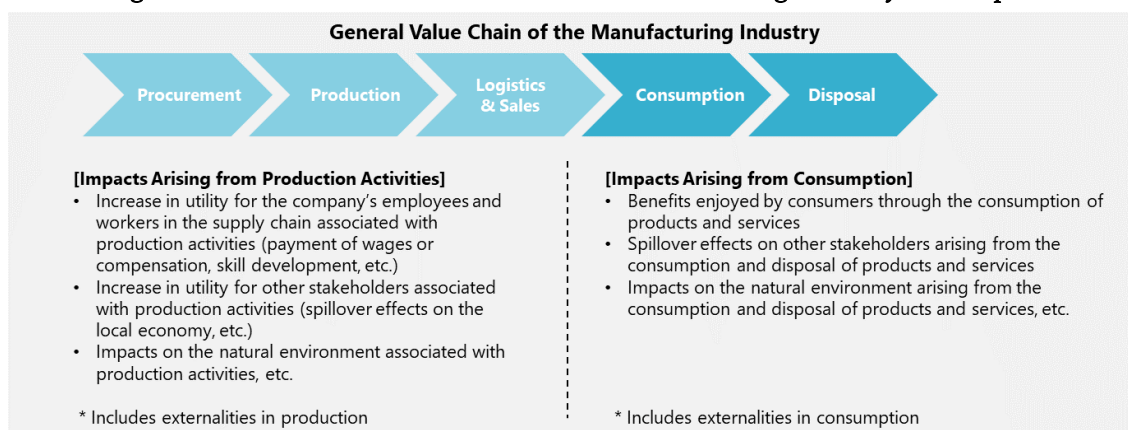 General Value Chain of the Manufacturing Industry
Procurement
Production
Logistics
& Sales
Consumption
Disposal
[Impacts Arising from Production Activities]
• Increase in utility for the company's employees and
workers in the supply chain associated with
production activities (payment of wages or
compensation, skill development, etc.)
• Increase in utility for other stakeholders associated
with production activities (spillover effects on the
local economy, etc.)
• Impacts on the natural environment associated with
production activities, etc.
* Includes externalities in production
[Impacts Arising from Consumption]
• Benefits enjoyed by consumers through the consumption of
products and services
• Spillover effects on other stakeholders arising from the
consumption and disposal of products and services
• Impacts on the natural environment arising from the
consumption and disposal of products and services, etc.
* Includes externalities in consumption